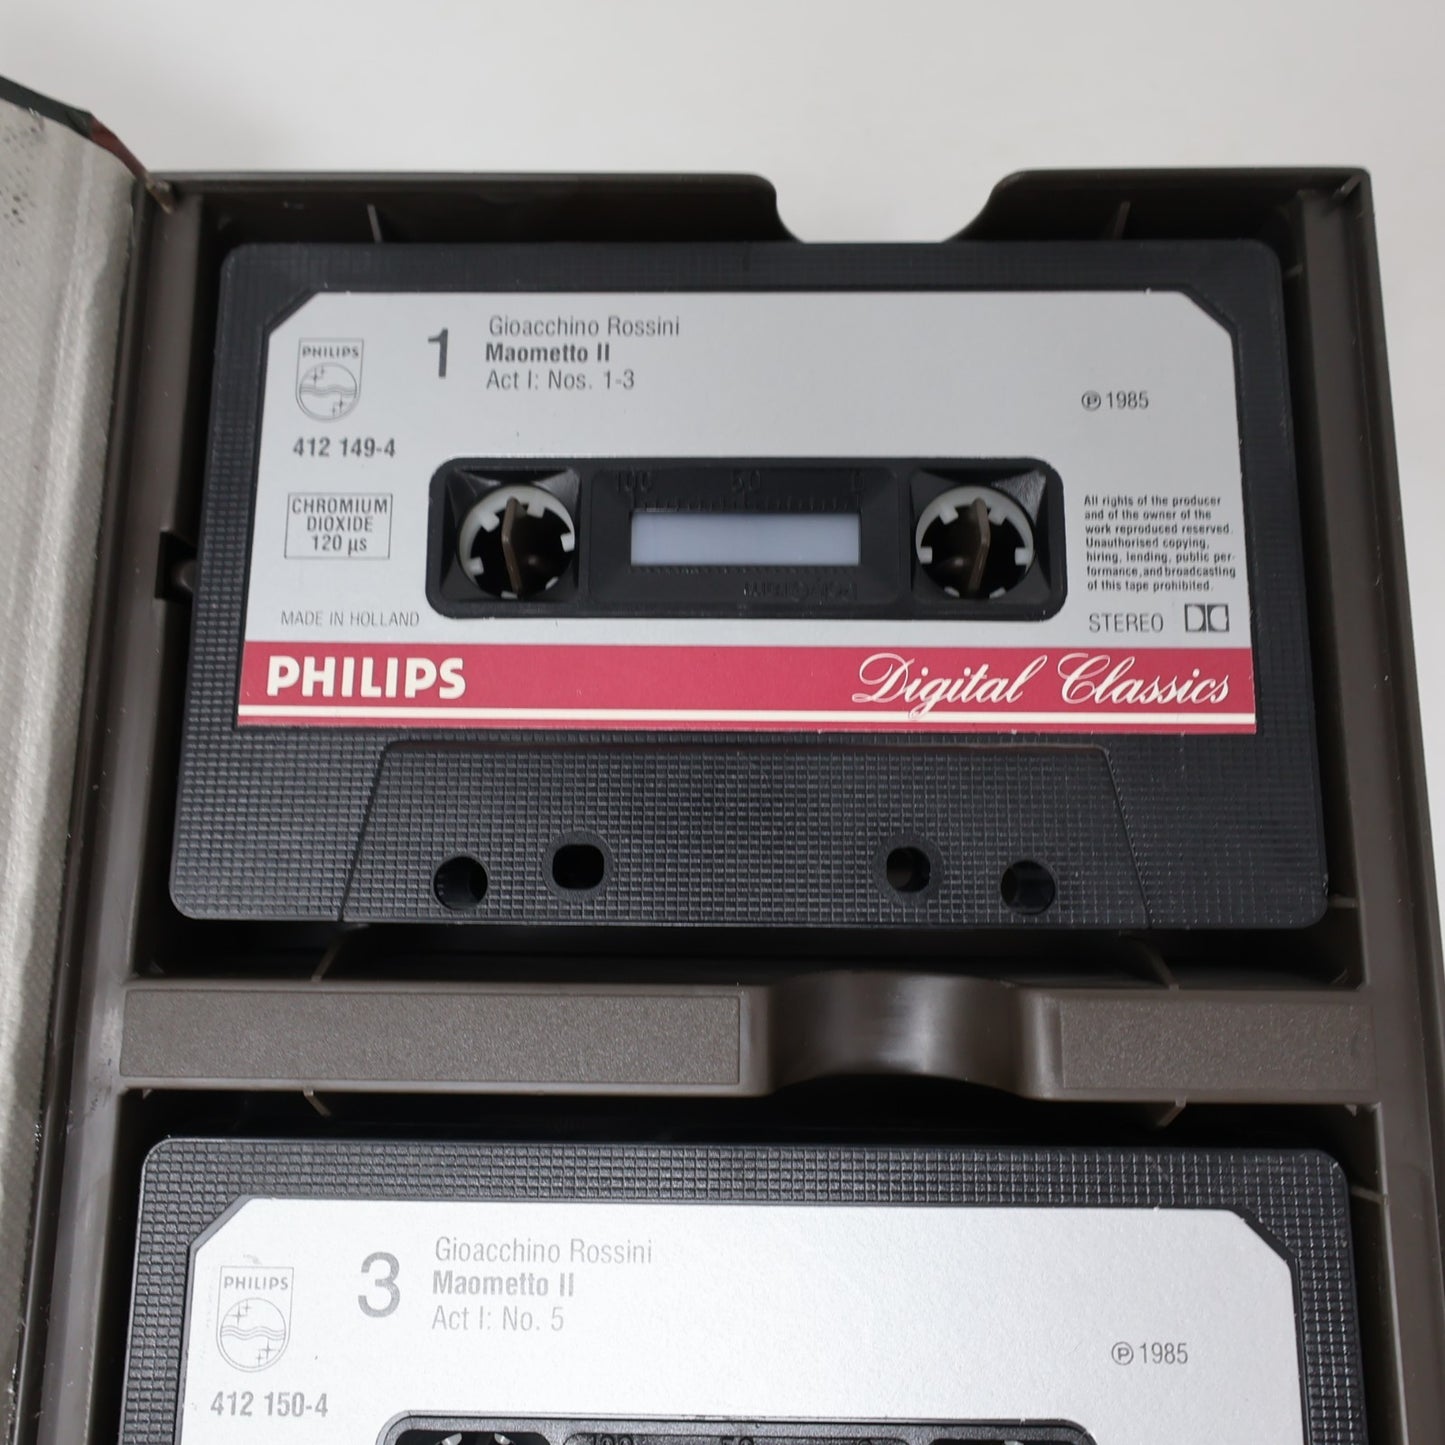 PHILIPS
1
Gioacchino Rossini
Maometto II
Act I: Nos. 1-3
℗ 1985
412 149-4
CHROMIUM
DIOXIDE
120 µs
MADE IN HOLLAND
100 50 0
All rights of the producer
and of the owner of the
work reproduced reserved.
Unauthorised copying,
hiring, lending, public per-
formance, and broadcasting
of this tape prohibited.
STEREO
PHILIPS
Digital Classics
PHILIPS
3
Gioacchino Rossini
Maometto II
Act I: No. 5
℗ 1985
412 150-4
100 50